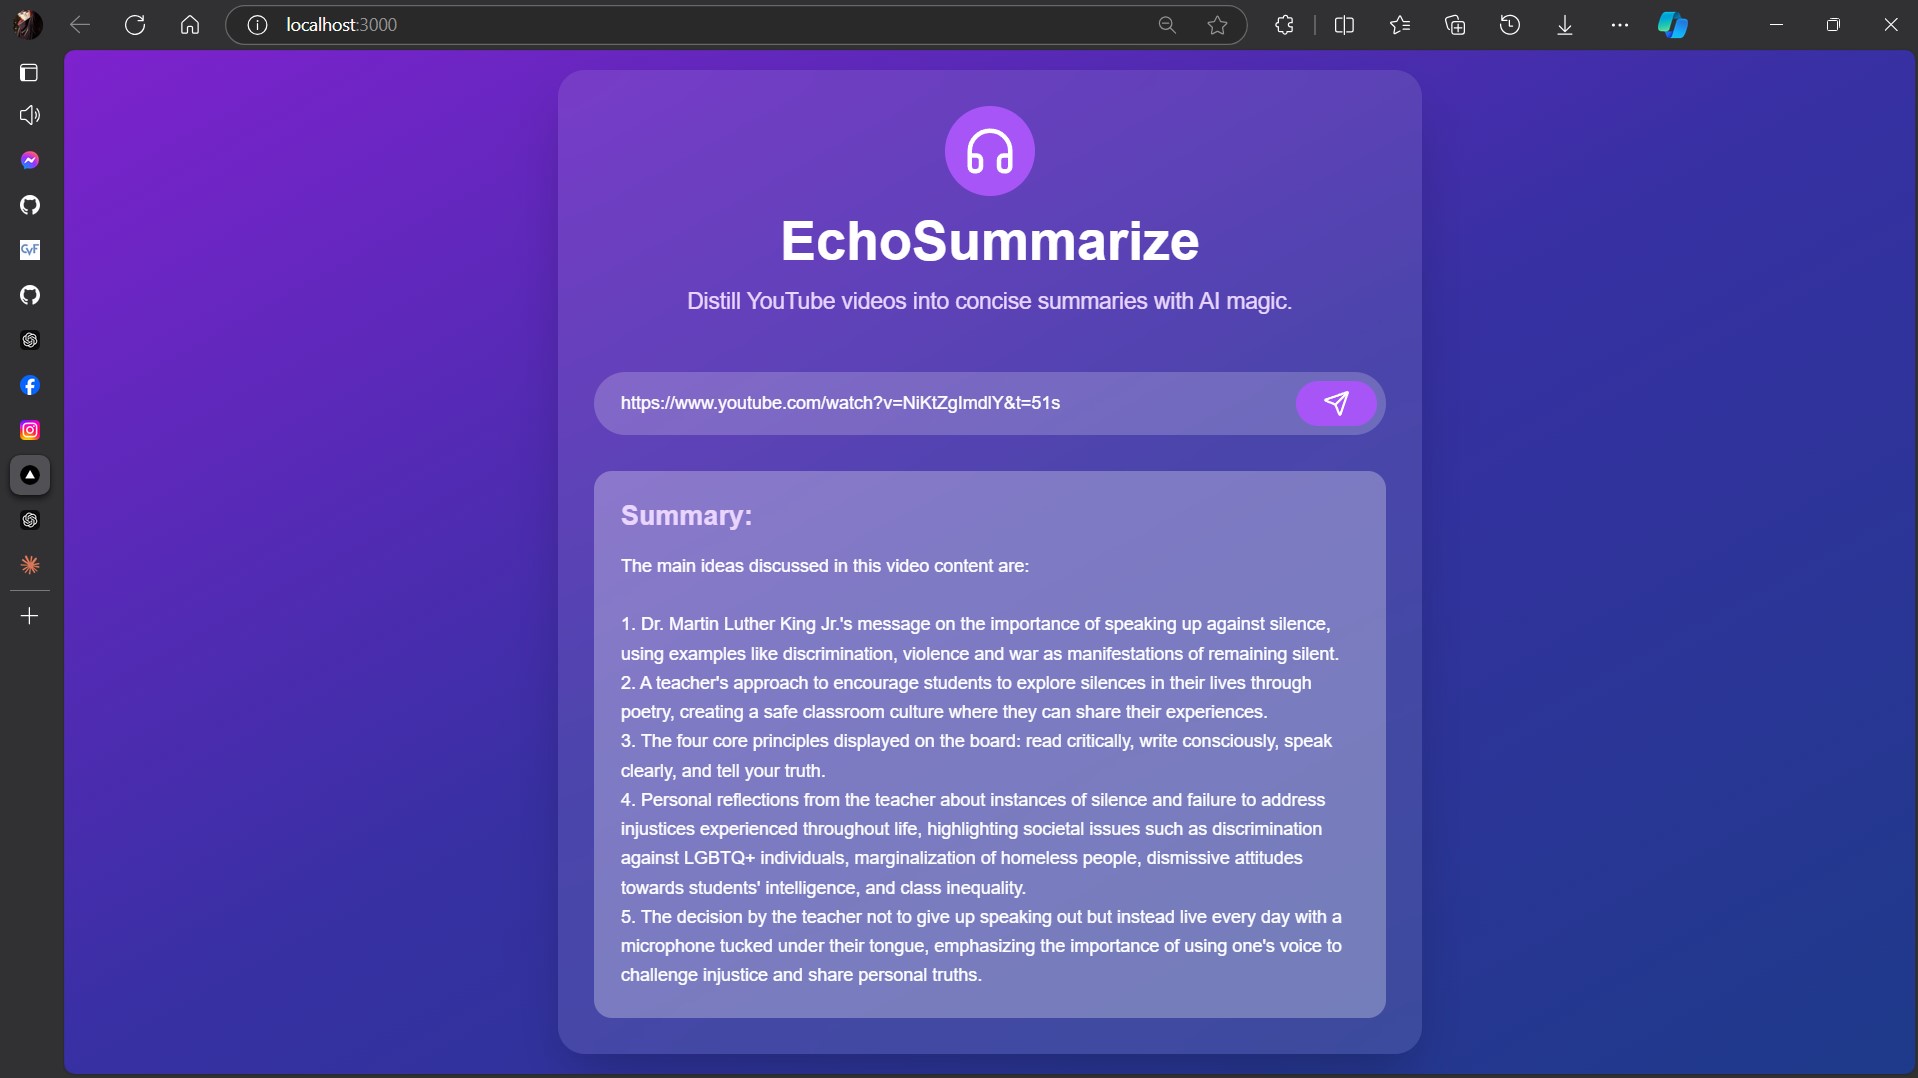 localhost:3000
GVF
EchoSummarize
Distill YouTube videos into concise summaries with AI magic.
https://www.youtube.com/watch?v=NiKtZgImdlY&t=51s
Summary:
The main ideas discussed in this video content are:
1. Dr. Martin Luther King Jr.'s message on the importance of speaking up against silence,
using examples like discrimination, violence and war as manifestations of remaining silent.
2. A teacher's approach to encourage students to explore silences in their lives through
poetry, creating a safe classroom culture where they can share their experiences.
3. The four core principles displayed on the board: read critically, write consciously, speak
clearly, and tell your truth.
4. Personal reflections from the teacher about instances of silence and failure to address
injustices experienced throughout life, highlighting societal issues such as discrimination
against LGBTQ+ individuals, marginalization of homeless people, dismissive attitudes
towards students' intelligence, and class inequality.
5. The decision by the teacher not to give up speaking out but instead live every day with a
microphone tucked under their tongue, emphasizing the importance of using one's voice to
challenge injustice and share personal truths.